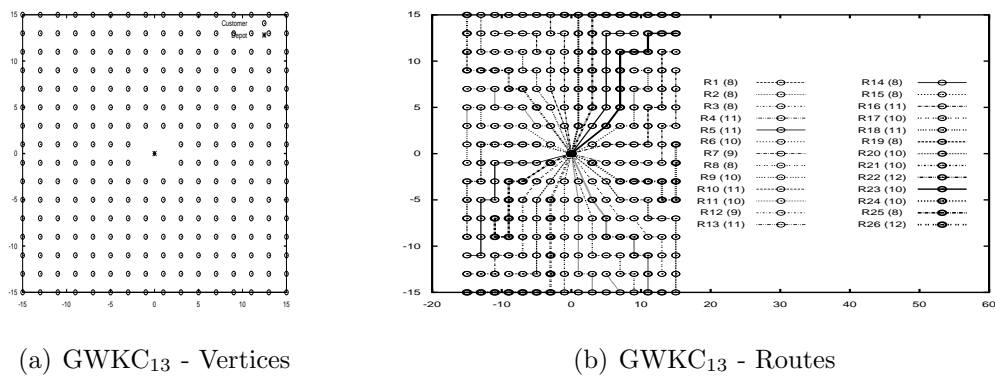 15
10
5
0
-5
-10
15
-15 -10 -5 0 5 10 15
Customer
Depot
15
10
5
0
-5
-10
15
-20 -10 0 10 20 30 40 50 60
R1 (8)
R2 (8)
R3 (8)
R4 (11)
R5 (11)
R6 (10)
R7 (9)
R8 (8)
R9 (10)
R10 (11)
R11 (10)
R12 (9)
R13 (11)
R14 (8)
R15 (8)
R16 (11)
R17 (10)
R18 (11)
R19 (8)
R20 (10)
R21 (10)
R22 (12)
R23 (10)
R24 (10)
R25 (8)
R26 (12)
(a) GWKC13 - Vertices
(b) GWKC13 - Routes